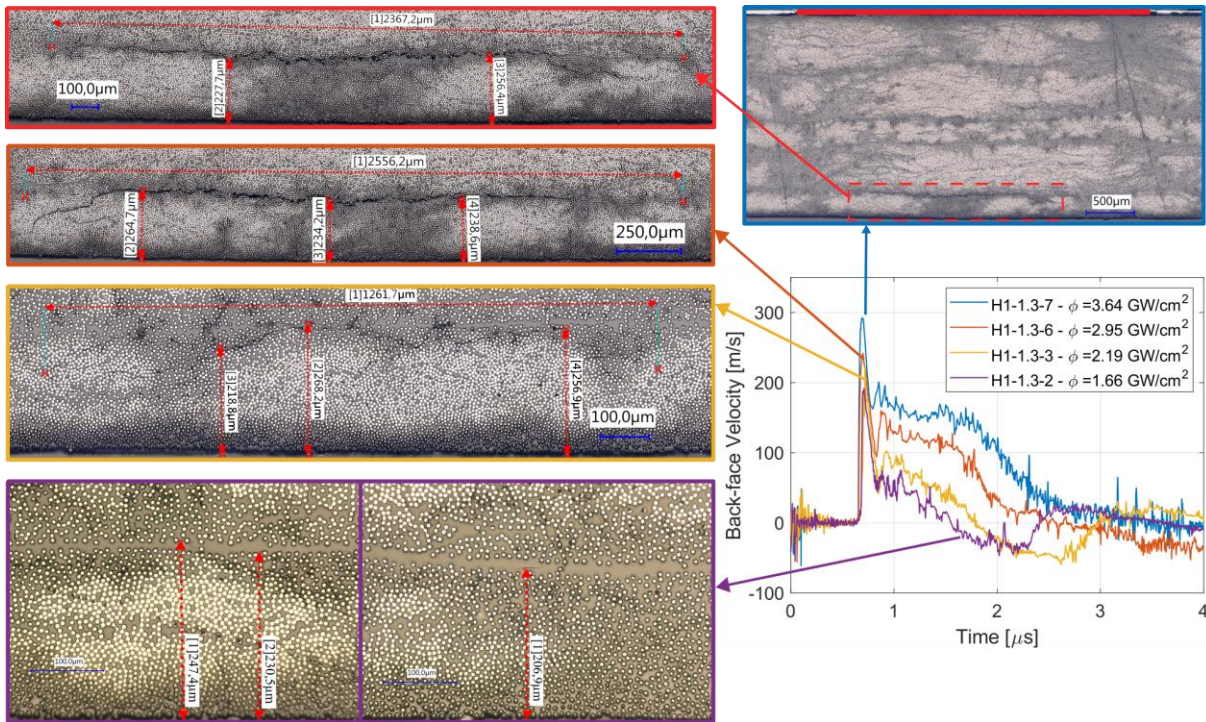 [1]2367,2µm
[2]227,7µm
[3]256,4µm
100,0µm
[1]2556,2µm
[2]264,7µm
[3]234,2µm
[4]238,6µm
250,0µm
[1]1261,7µm
[3]218,8µm
[2]268,2µm
[4]256,9µm
100,0µm
[1]247,4µm
[2]230,5µm
100,0µm
[1]206,9µm
100,0µm
500µm
H1-1.3-7 - ϕ =3.64 GW/cm²
H1-1.3-6 - ϕ =2.95 GW/cm²
H1-1.3-3 - ϕ =2.19 GW/cm²
H1-1.3-2 - ϕ =1.66 GW/cm²
Back-face Velocity [m/s]
300
200
100
0
-100
0 1 2 3 4
Time [µs]